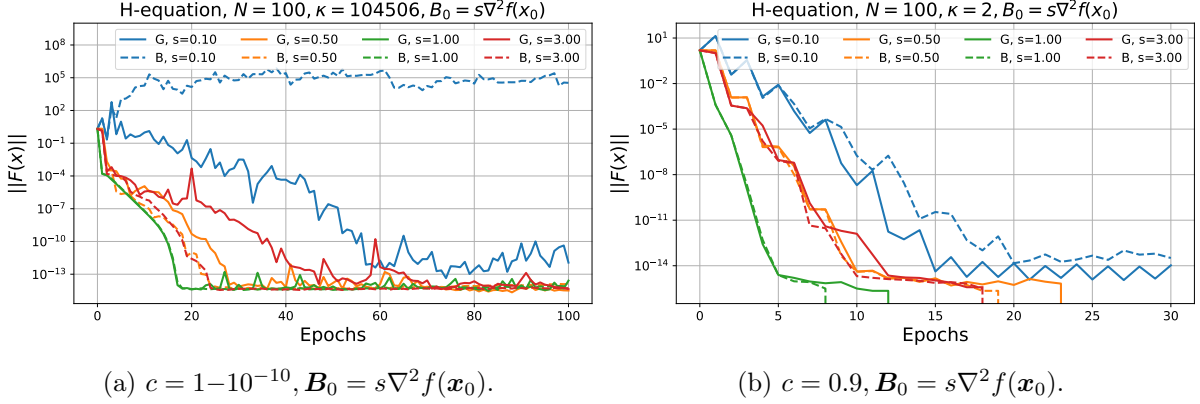 H-equation, N = 100, κ = 104506, B₀ = s∇²f(x₀)
G, s=0.10 G, s=0.50 G, s=1.00 G, s=3.00
B, s=0.10 B, s=0.50 B, s=1.00 B, s=3.00
10⁸
10⁵
10²
10⁻¹
10⁻⁴
10⁻⁷
10⁻¹⁰
10⁻¹³
||F(x)||
0 20 40 60 80 100
Epochs
(a) c = 1−10⁻¹⁰, B₀ = s∇²f(x₀).
H-equation, N = 100, κ = 2, B₀ = s∇²f(x₀)
G, s=0.10 G, s=0.50 G, s=1.00 G, s=3.00
B, s=0.10 B, s=0.50 B, s=1.00 B, s=3.00
10¹
10⁻²
10⁻⁵
10⁻⁸
10⁻¹¹
10⁻¹⁴
||F(x)||
0 5 10 15 20 25 30
Epochs
(b) c = 0.9, B₀ = s∇²f(x₀).